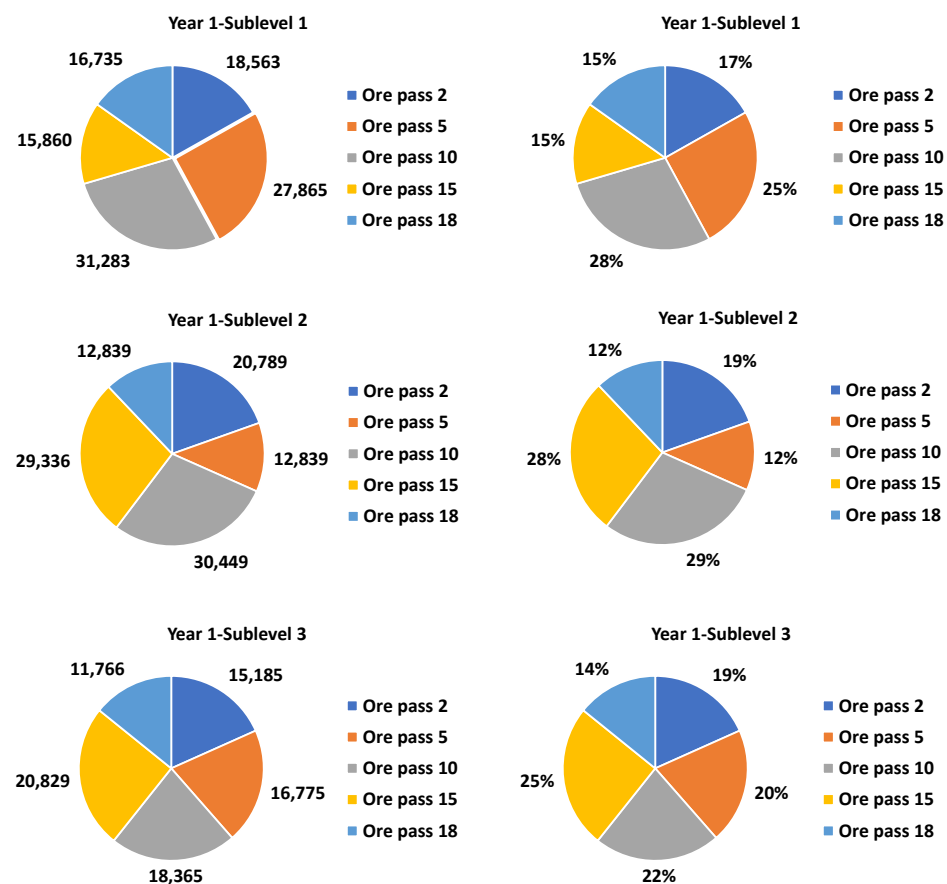 Year 1-Sublevel 1
16,735
18,563
15,860
27,865
31,283
Ore pass 2
Ore pass 5
Ore pass 10
Ore pass 15
Ore pass 18
Year 1-Sublevel 1
15%
17%
15%
25%
28%
Ore pass 2
Ore pass 5
Ore pass 10
Ore pass 15
Ore pass 18
Year 1-Sublevel 2
12,839
20,789
29,336
12,839
30,449
Ore pass 2
Ore pass 5
Ore pass 10
Ore pass 15
Ore pass 18
Year 1-Sublevel 2
12%
19%
28%
12%
29%
Ore pass 2
Ore pass 5
Ore pass 10
Ore pass 15
Ore pass 18
Year 1-Sublevel 3
11,766
15,185
20,829
16,775
18,365
Ore pass 2
Ore pass 5
Ore pass 10
Ore pass 15
Ore pass 18
Year 1-Sublevel 3
14%
19%
25%
20%
22%
Ore pass 2
Ore pass 5
Ore pass 10
Ore pass 15
Ore pass 18